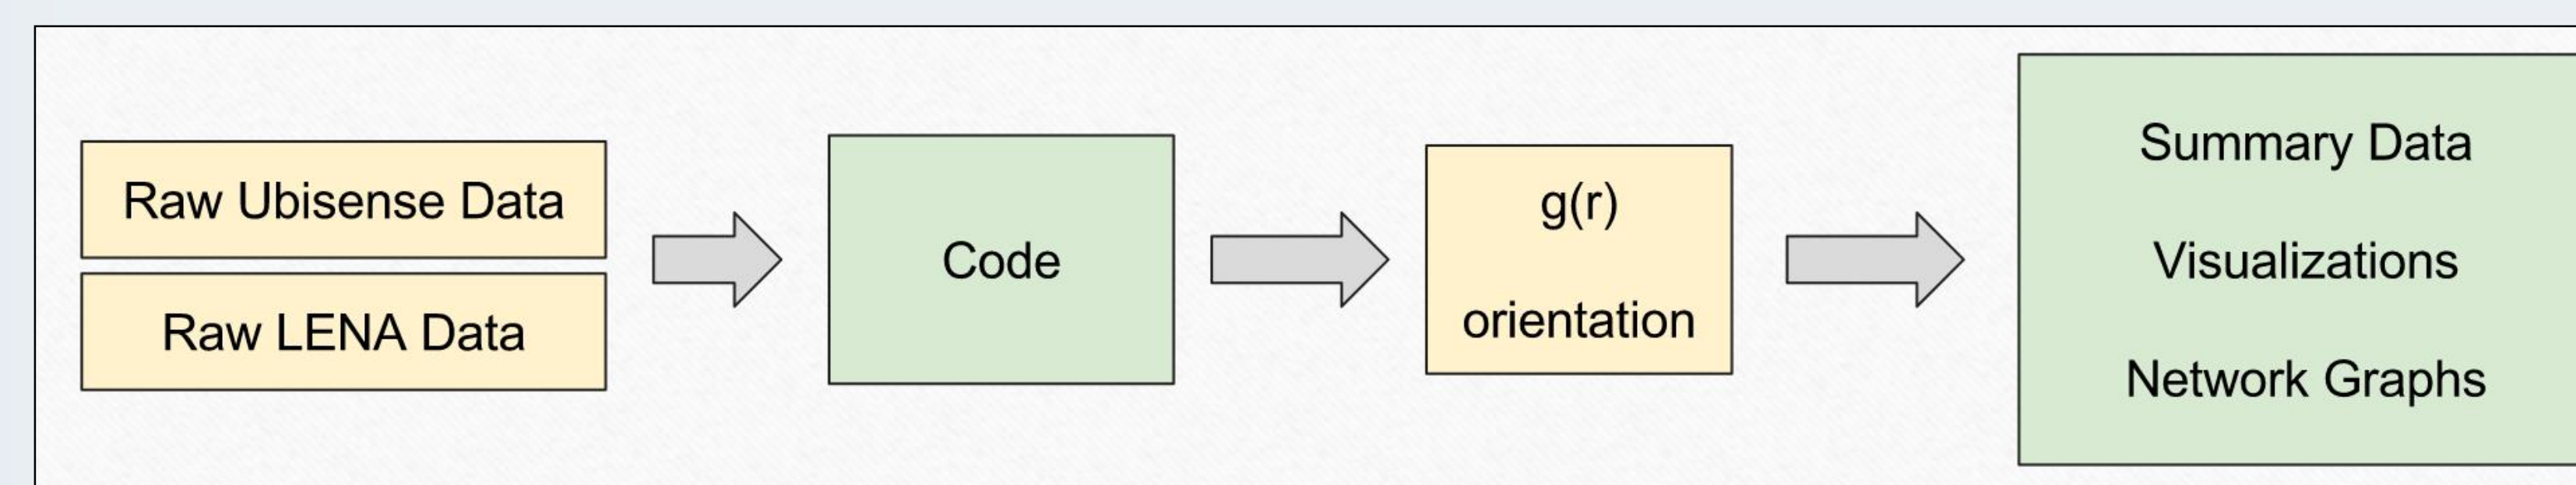 Raw Ubisense Data
Raw LENA Data
Code
g(r)
orientation
Summary Data
Visualizations
Network Graphs